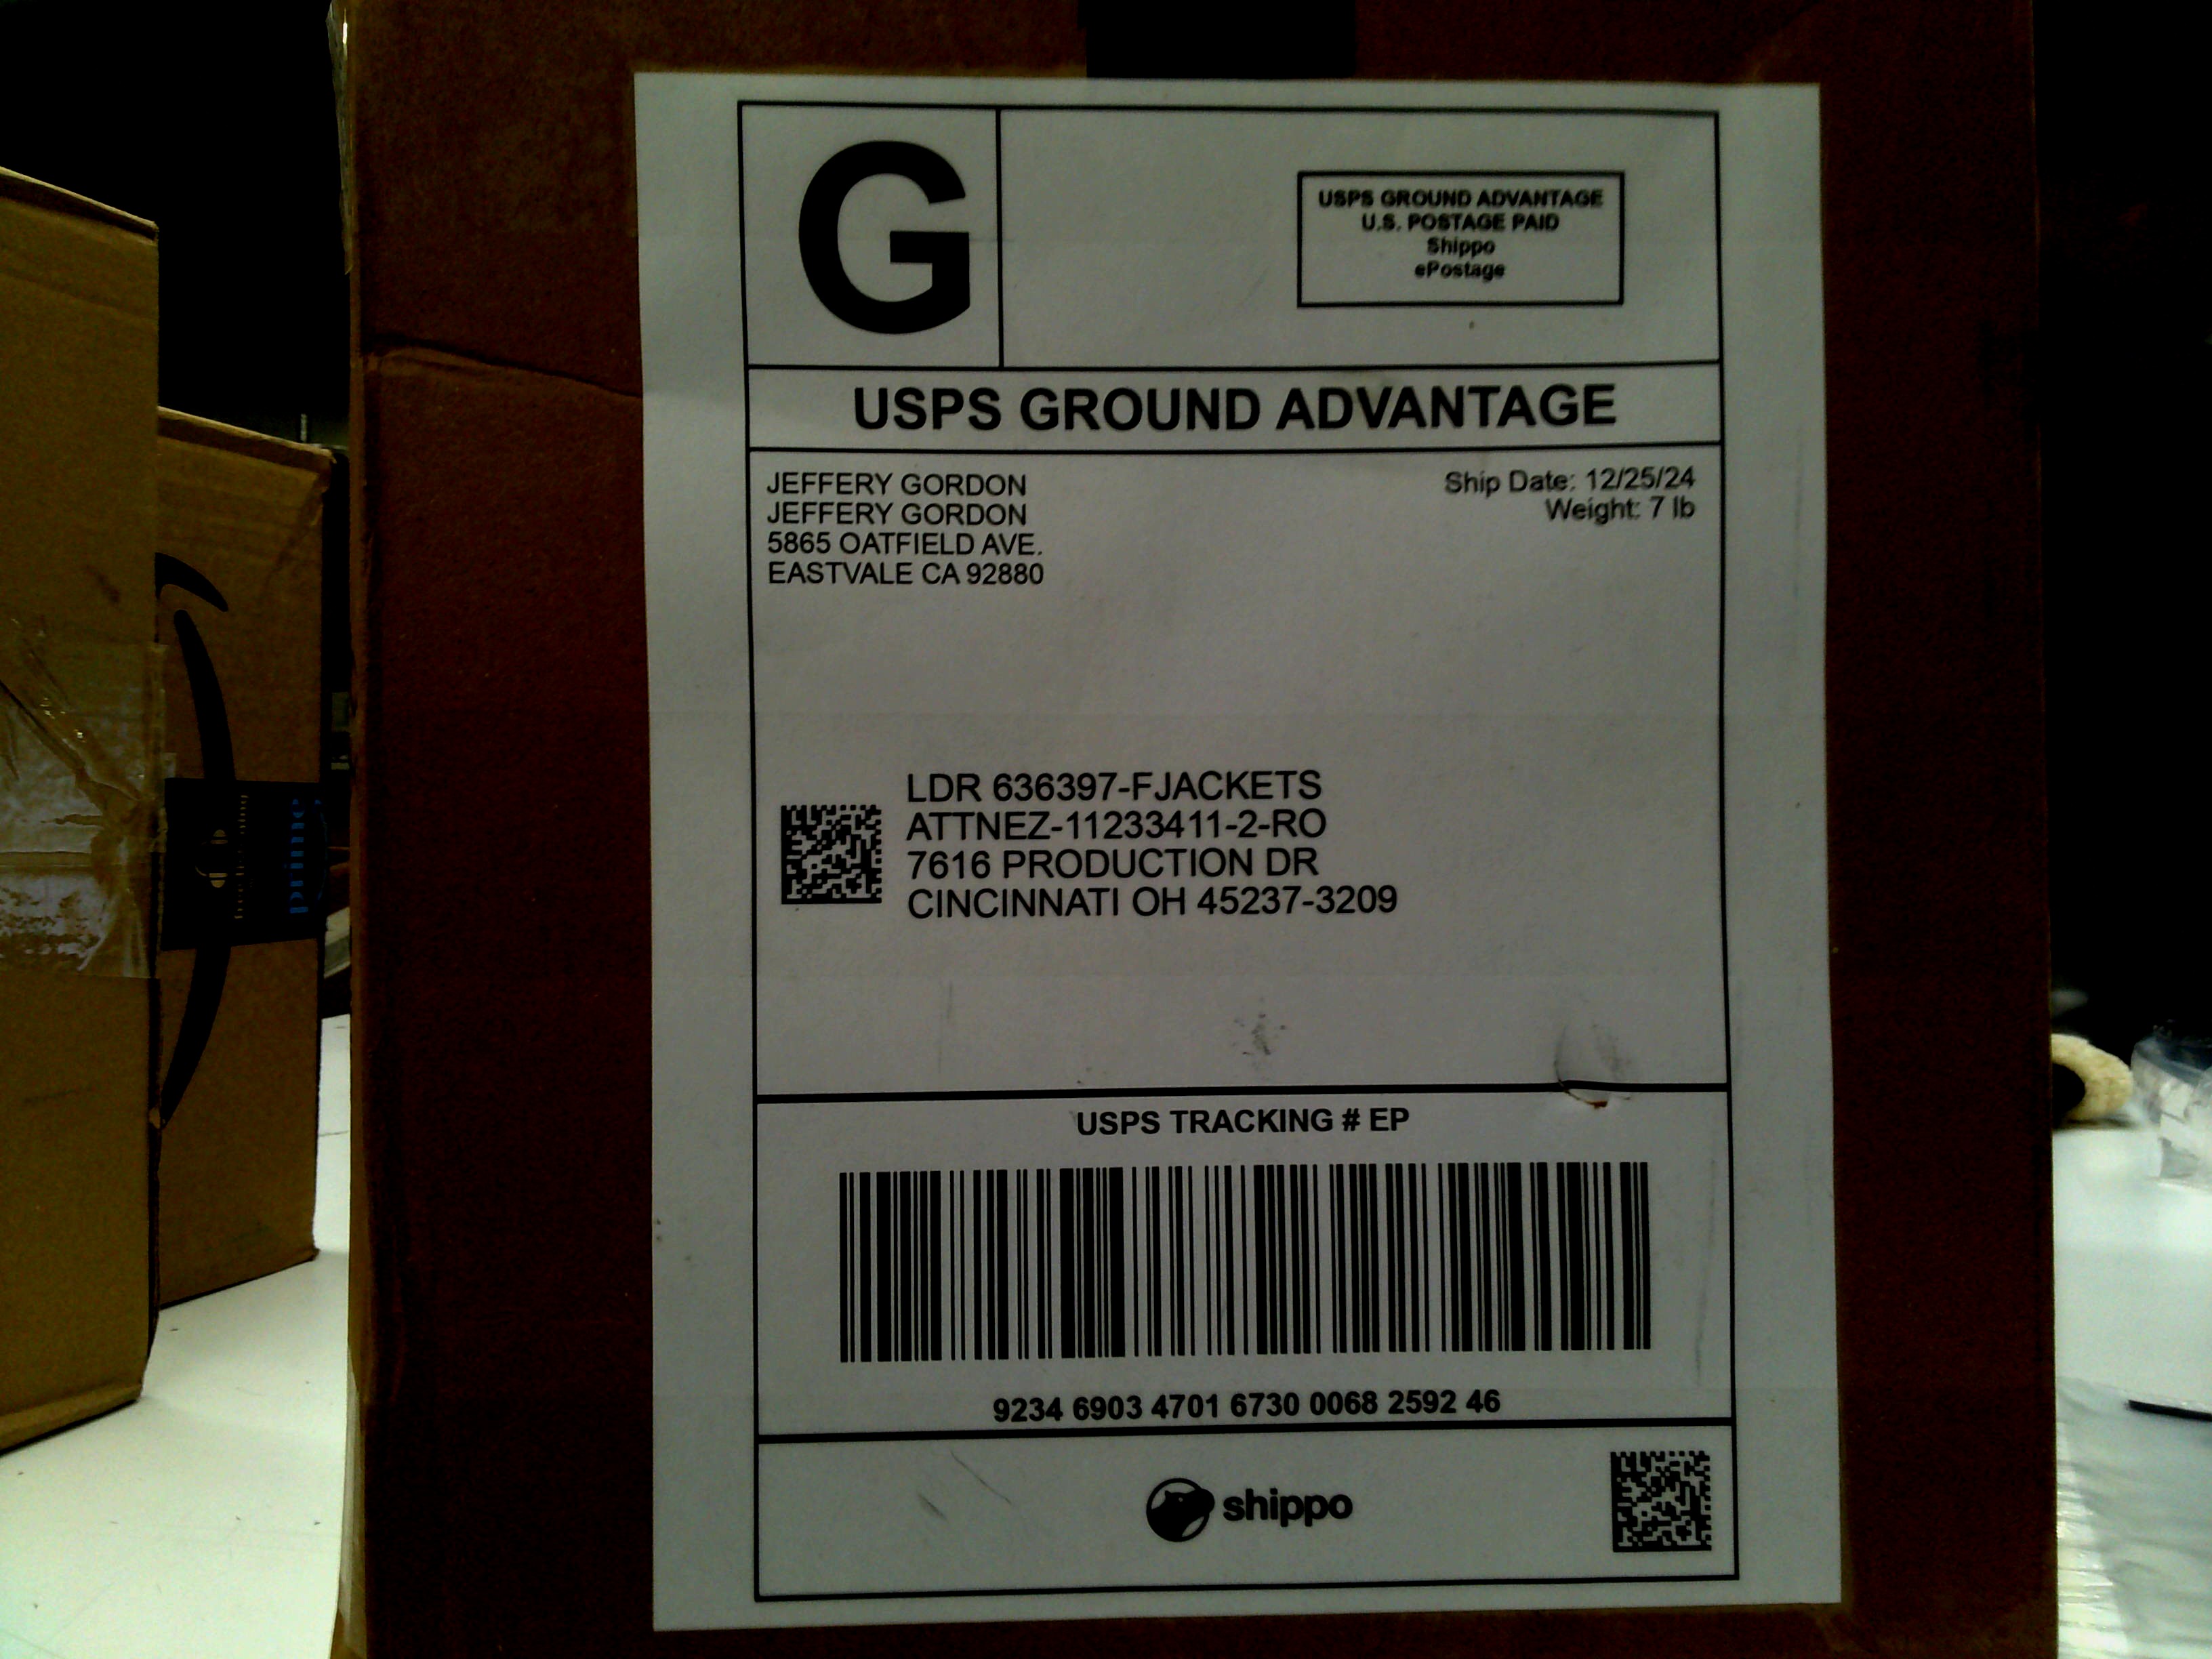 G
USPS GROUND ADVANTAGE
U.S. POSTAGE PAID
Shippo
ePostage
USPS GROUND ADVANTAGE
JEFFERY GORDON
JEFFERY GORDON
5865 OATFIELD AVE.
EASTVALE CA 92880
Ship Date: 12/25/24
Weight: 7 lb
LDR 636397-FJACKETS
ATTNEZ-11233411-2-RO
7616 PRODUCTION DR
CINCINNATI OH 45237-3209
USPS TRACKING # EP
9234 6903 4701 6730 0068 2592 46
shippo